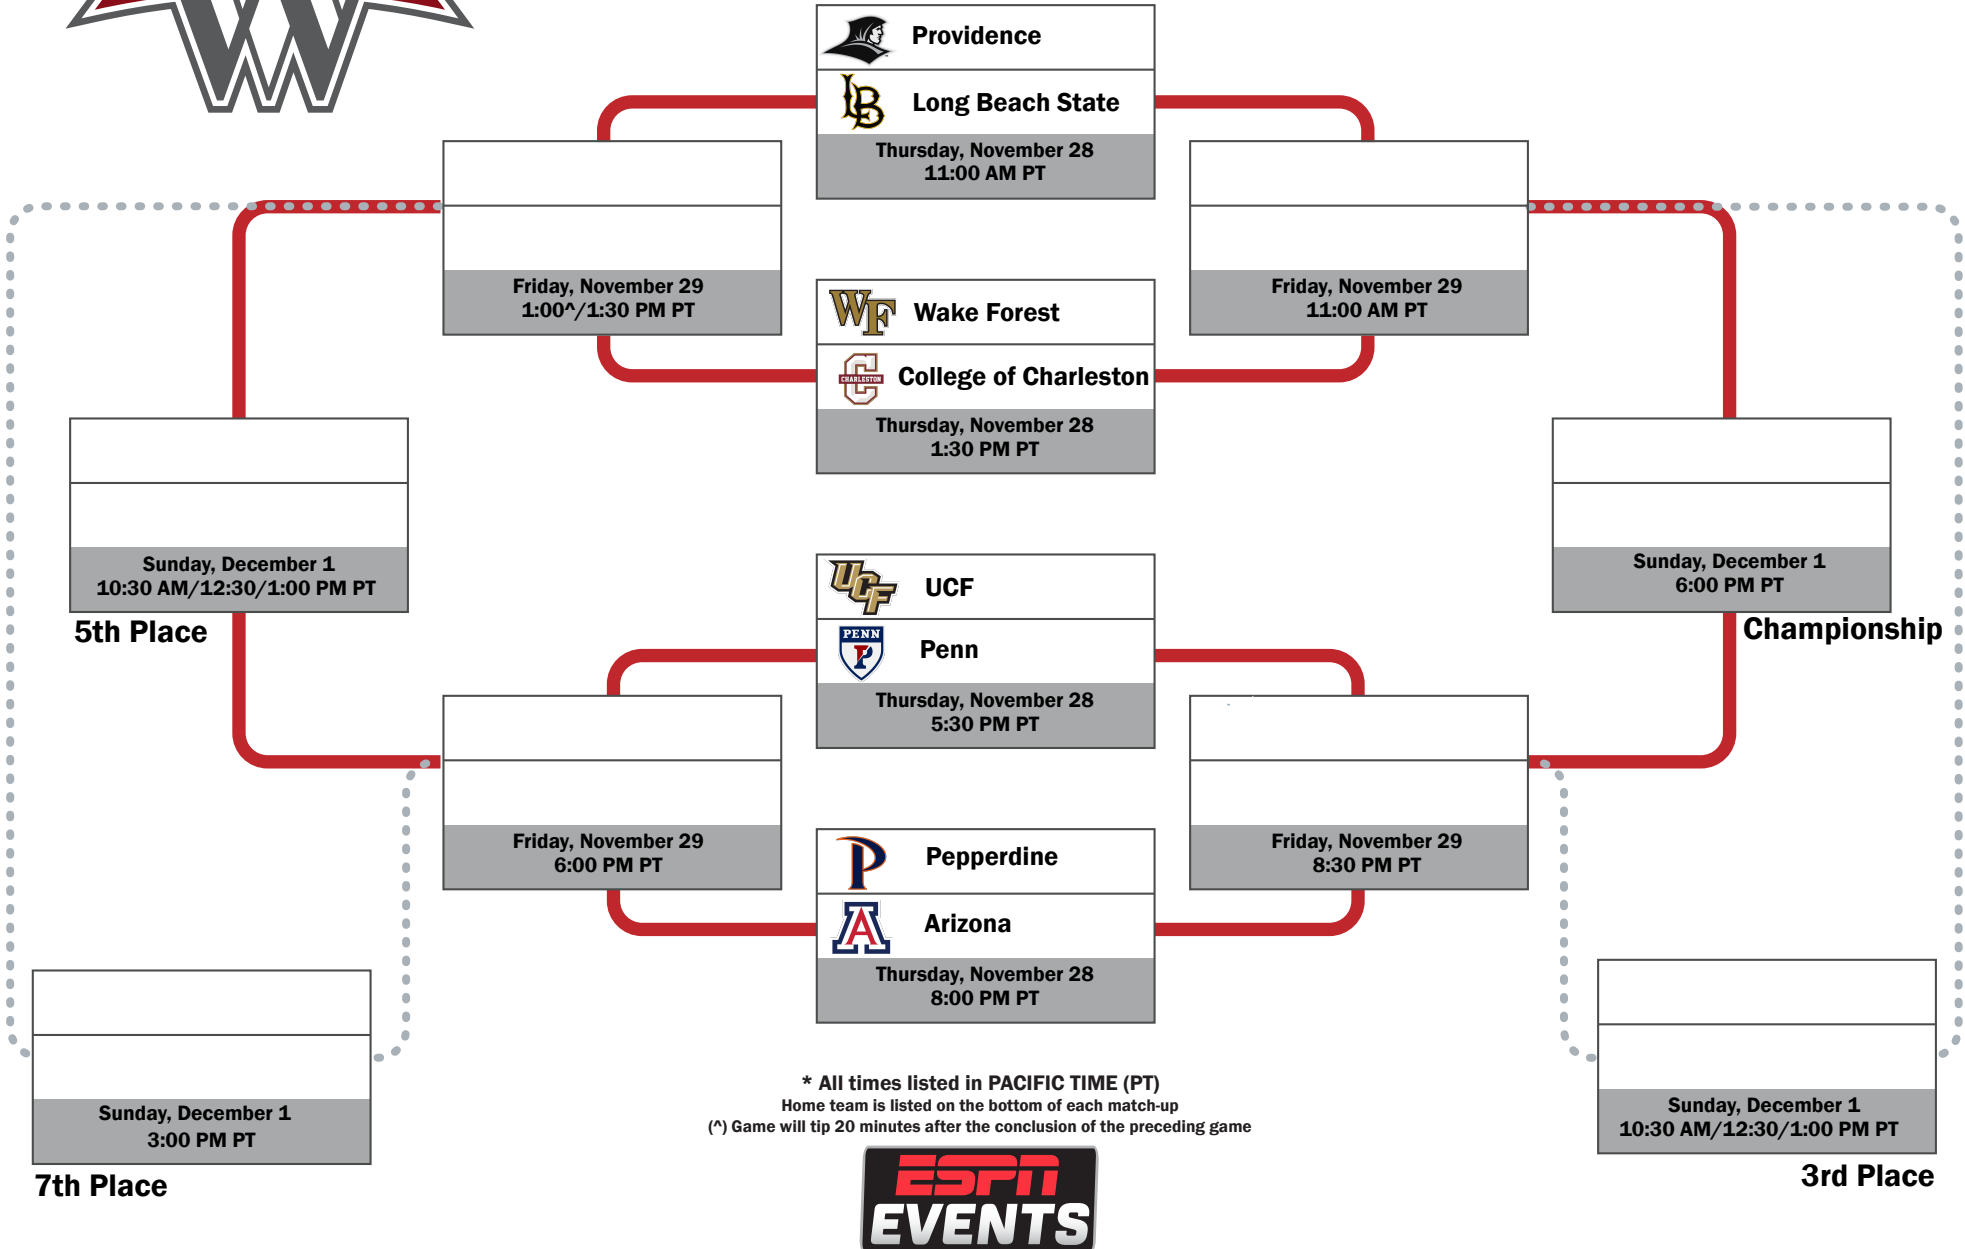 Providence
LB
Long Beach State
Thursday, November 28
11:00 AM PT
Friday, November 29
1:00^/1:30 PM PT
Friday, November 29
11:00 AM PT
WF
Wake Forest
C
CHARLESTON
College of Charleston
Thursday, November 28
1:30 PM PT
Sunday, December 1
10:30 AM/12:30/1:00 PM PT
5th Place
Sunday, December 1
6:00 PM PT
Championship
UCF
UCF
PENN
P
Penn
Thursday, November 28
5:30 PM PT
Friday, November 29
6:00 PM PT
Friday, November 29
8:30 PM PT
P
Pepperdine
A
Arizona
Thursday, November 28
8:00 PM PT
Sunday, December 1
3:00 PM PT
7th Place
Sunday, December 1
10:30 AM/12:30/1:00 PM PT
3rd Place
* All times listed in PACIFIC TIME (PT)
Home team is listed on the bottom of each match-up
(^) Game will tip 20 minutes after the conclusion of the preceding game
ESPN
EVENTS